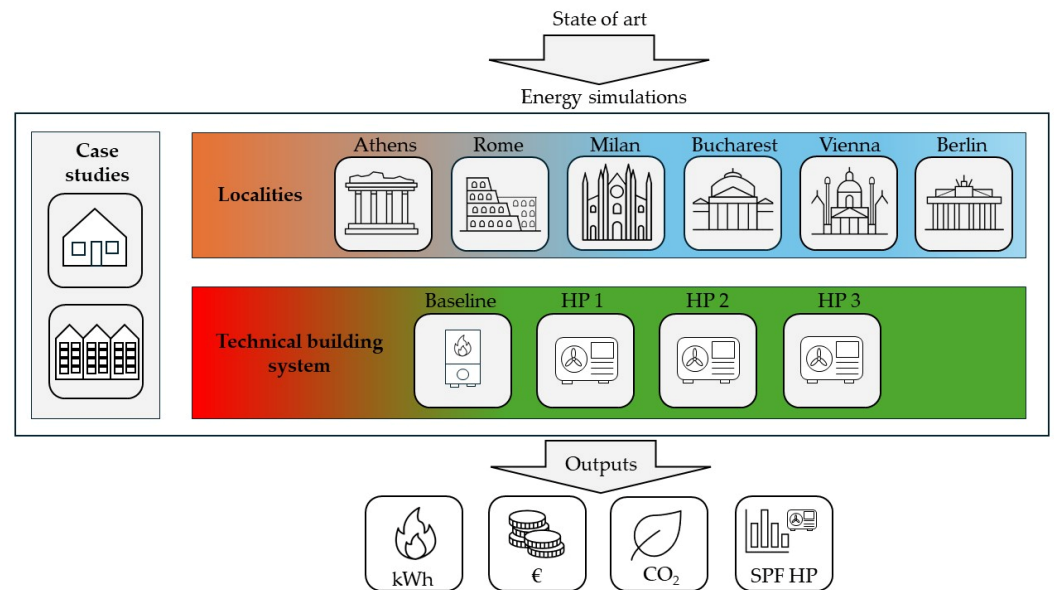 State of art
Energy simulations
Case
studies
Localities
Athens
Rome
Milan
Bucharest
Vienna
Berlin
Technical building
system
Baseline
HP 1
HP 2
HP 3
Outputs
kWh
€
CO₂
SPF HP